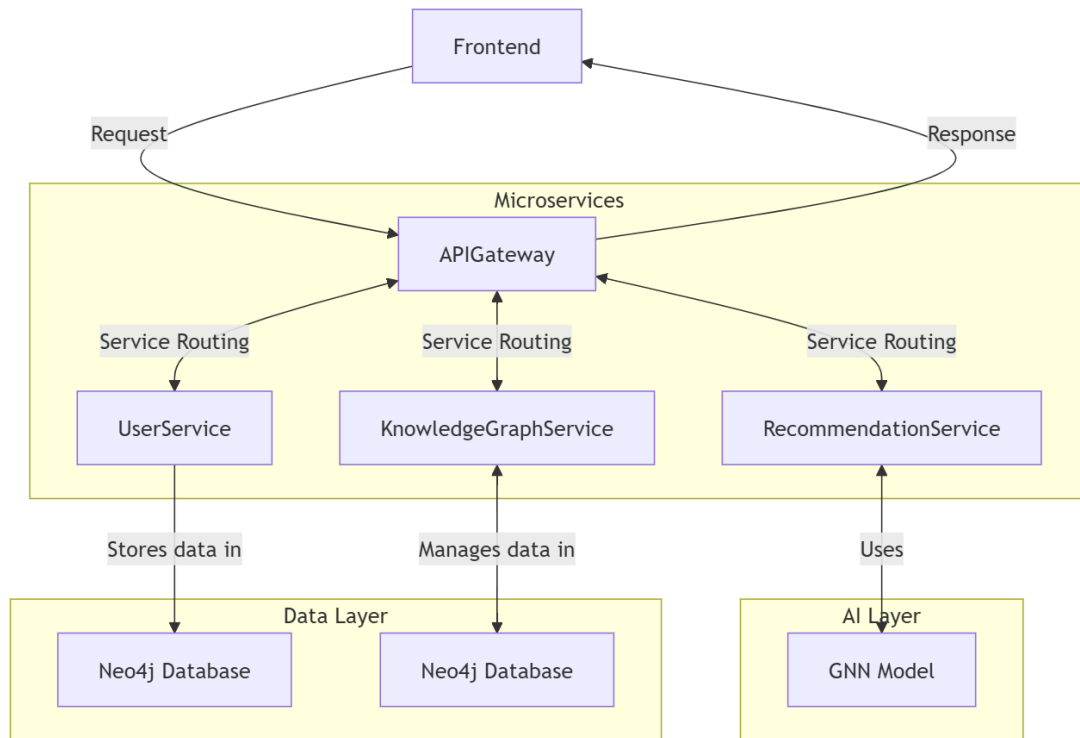 Frontend
Request
Response
Microservices
APIGateway
Service Routing
Service Routing
Service Routing
UserService
KnowledgeGraphService
RecommendationService
Stores data in
Manages data in
Uses
Data Layer
AI Layer
Neo4j Database
Neo4j Database
GNN Model